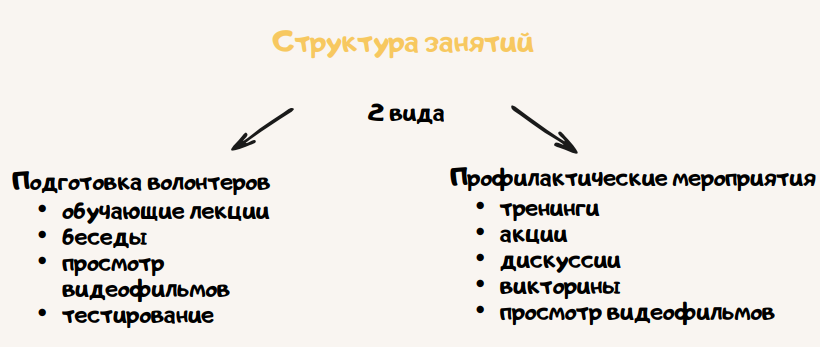 Структура занятий
2 вида
Подготовка волонтеров
• обучающие лекции
• беседы
• просмотр
видеофильмов
• тестирование
Профилактические мероприятия
• тренинги
• акции
• дискуссии
• викторины
• просмотр видеофильмов